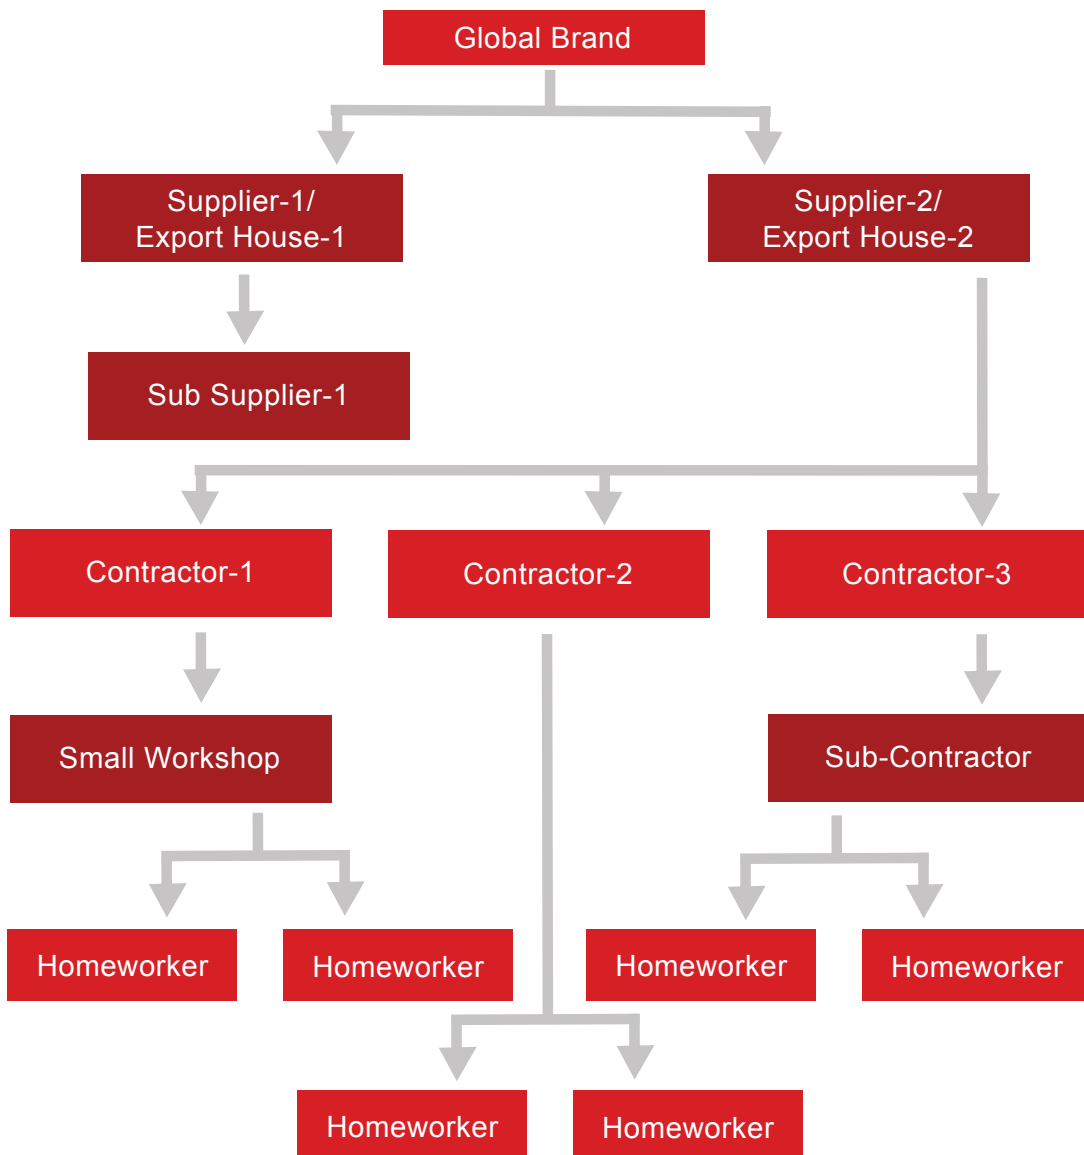 Global Brand
Supplier-1/
Export House-1
Supplier-2/
Export House-2
Sub Supplier-1
Contractor-1
Contractor-2
Contractor-3
Small Workshop
Sub-Contractor
Homeworker
Homeworker
Homeworker
Homeworker
Homeworker
Homeworker